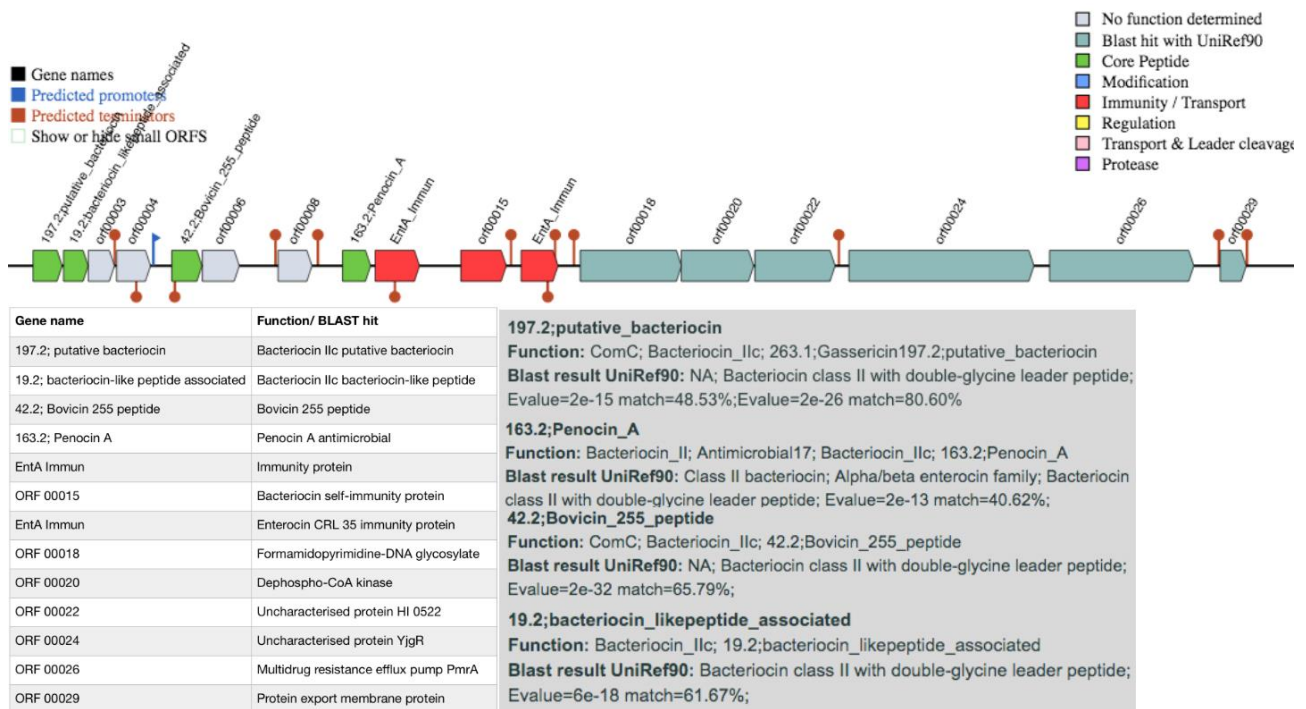 No function determined
Blast hit with UniRef90
Core Peptide
Modification
Immunity / Transport
Regulation
Transport & Leader cleavage
Protease
Gene names
Predicted promoters
Predicted terminators
Show or hide small ORFS
197.2;putative_bacteriocin
19.2;bacteriocin_likepeptide_associated
orf00003
orf00004
42.2;Bovicin_255_peptide
orf00006
orf00008
163.2;Penocin_A
EntA_Immun
orf00015
EntA_Immun
orf00018
orf00020
orf00022
orf00024
orf00026
orf00029
Gene name Function/ BLAST hit
197.2; putative bacteriocin Bacteriocin IIc putative bacteriocin
19.2; bacteriocin-like peptide associated Bacteriocin IIc bacteriocin-like peptide
42.2; Bovicin 255 peptide Bovicin 255 peptide
163.2; Penocin A Penocin A antimicrobial
EntA Immun Immunity protein
ORF 00015 Bacteriocin self-immunity protein
EntA Immun Enterocin CRL 35 immunity protein
ORF 00018 Formamidopyrimidine-DNA glycosylate
ORF 00020 Dephospho-CoA kinase
ORF 00022 Uncharacterised protein HI 0522
ORF 00024 Uncharacterised protein YjgR
ORF 00026 Multidrug resistance efflux pump PmrA
ORF 00029 Protein export membrane protein
197.2;putative_bacteriocin
Function: ComC; Bacteriocin_IIc; 263.1;Gassericin197.2;putative_bacteriocin
Blast result UniRef90: NA; Bacteriocin class II with double-glycine leader peptide;
Evalue=2e-15 match=48.53%;Evalue=2e-26 match=80.60%
163.2;Penocin_A
Function: Bacteriocin_II; Antimicrobial17; Bacteriocin_IIc; 163.2;Penocin_A
Blast result UniRef90: Class II bacteriocin; Alpha/beta enterocin family; Bacteriocin
class II with double-glycine leader peptide; Evalue=2e-13 match=40.62%;
42.2;Bovicin_255_peptide
Function: ComC; Bacteriocin_IIc; 42.2;Bovicin_255_peptide
Blast result UniRef90: NA; Bacteriocin class II with double-glycine leader peptide;
Evalue=2e-32 match=65.79%;
19.2;bacteriocin_likepeptide_associated
Function: Bacteriocin_IIc; 19.2;bacteriocin_likepeptide_associated
Blast result UniRef90: Bacteriocin class II with double-glycine leader peptide;
Evalue=6e-18 match=61.67%;